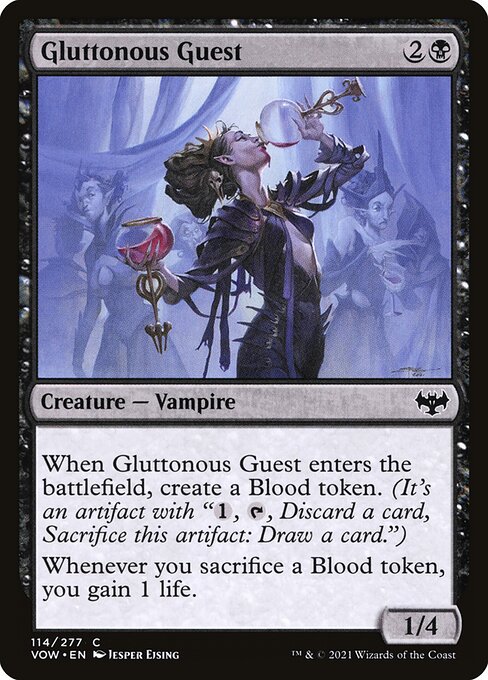 Gluttonous Guest 2
Creature — Vampire
When Gluttonous Guest enters the
battlefield, create a Blood token. (It's
an artifact with “1, , Discard a card,
Sacrifice this artifact: Draw a card.”)
Whenever you sacrifice a Blood token,
you gain 1 life.
1/4
114/277 C
VOW • EN Jesper Eising
™ & © 2021 Wizards of the Coast